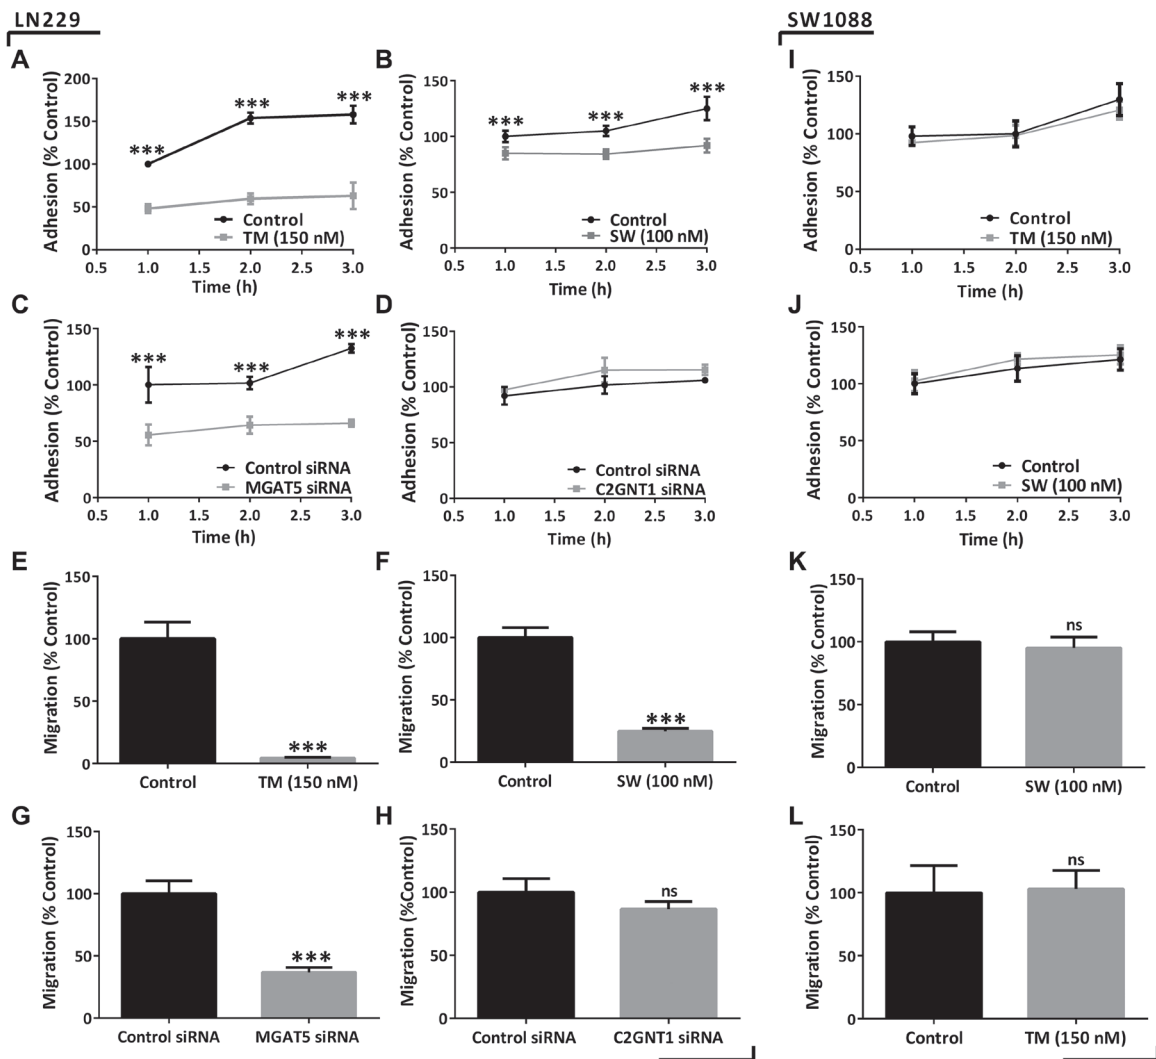 LN229
SW1088
A
Adhesion (% Control)
200
150
100
50
0
***
***
***
Control
TM (150 nM)
0.5
1.0
1.5
2.0
2.5
3.0
Time (h)
B
Adhesion (% Control)
150
100
50
0
***
***
***
Control
SW (100 nM)
0.5
1.0
1.5
2.0
2.5
3.0
Time (h)
I
Adhesion (% Control)
150
100
50
0
Control
TM (150 nM)
0.5
1.0
1.5
2.0
2.5
3.0
Time (h)
C
Adhesion (% Control)
150
100
50
0
***
***
***
Control siRNA
MGAT5 siRNA
0.5
1.0
1.5
2.0
2.5
3.0
Time (h)
D
Adhesion (% Control)
150
100
50
0
Control siRNA
C2GNT1 siRNA
0.5
1.0
1.5
2.0
2.5
3.0
Time (h)
J
Adhesion (% Control)
150
100
50
0
Control
SW (100 nM)
0.5
1.0
1.5
2.0
2.5
3.0
Time (h)
E
Migration (% Control)
150
100
50
0
***
Control
TM (150 nM)
F
Migration (% Control)
150
100
50
0
***
Control
SW (100 nM)
K
Migration (% Control)
150
100
50
0
ns
Control
SW (100 nM)
G
Migration (% Control)
150
100
50
0
***
Control siRNA
MGAT5 siRNA
H
Migration (%Control)
150
100
50
0
ns
Control siRNA
C2GNT1 siRNA
L
Migration (% Control)
150
100
50
0
ns
Control
TM (150 nM)